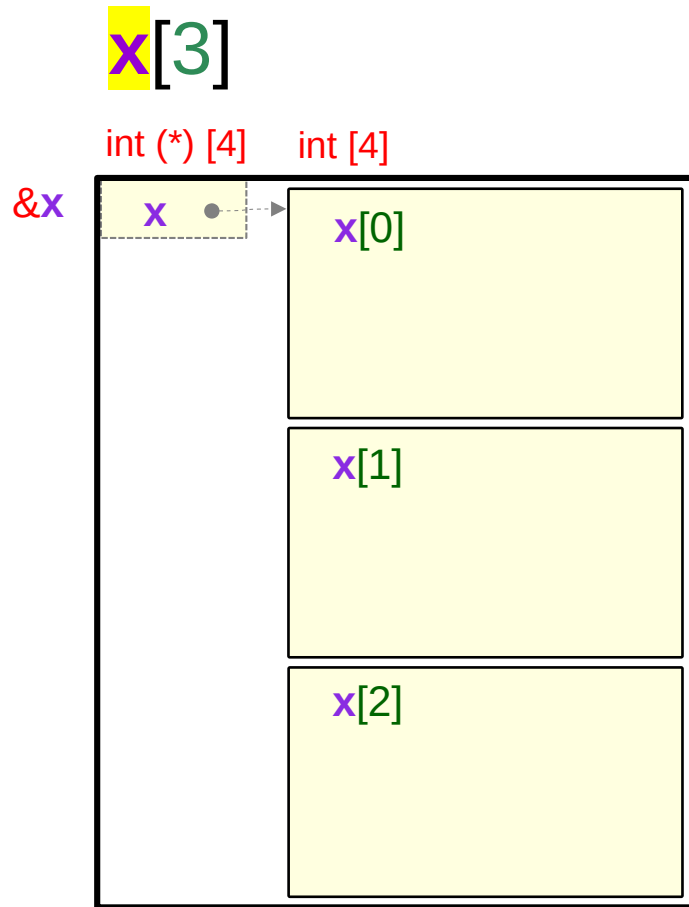 x[3]
int (*) [4] int [4]
&x x x[0]
x[1]
x[2]